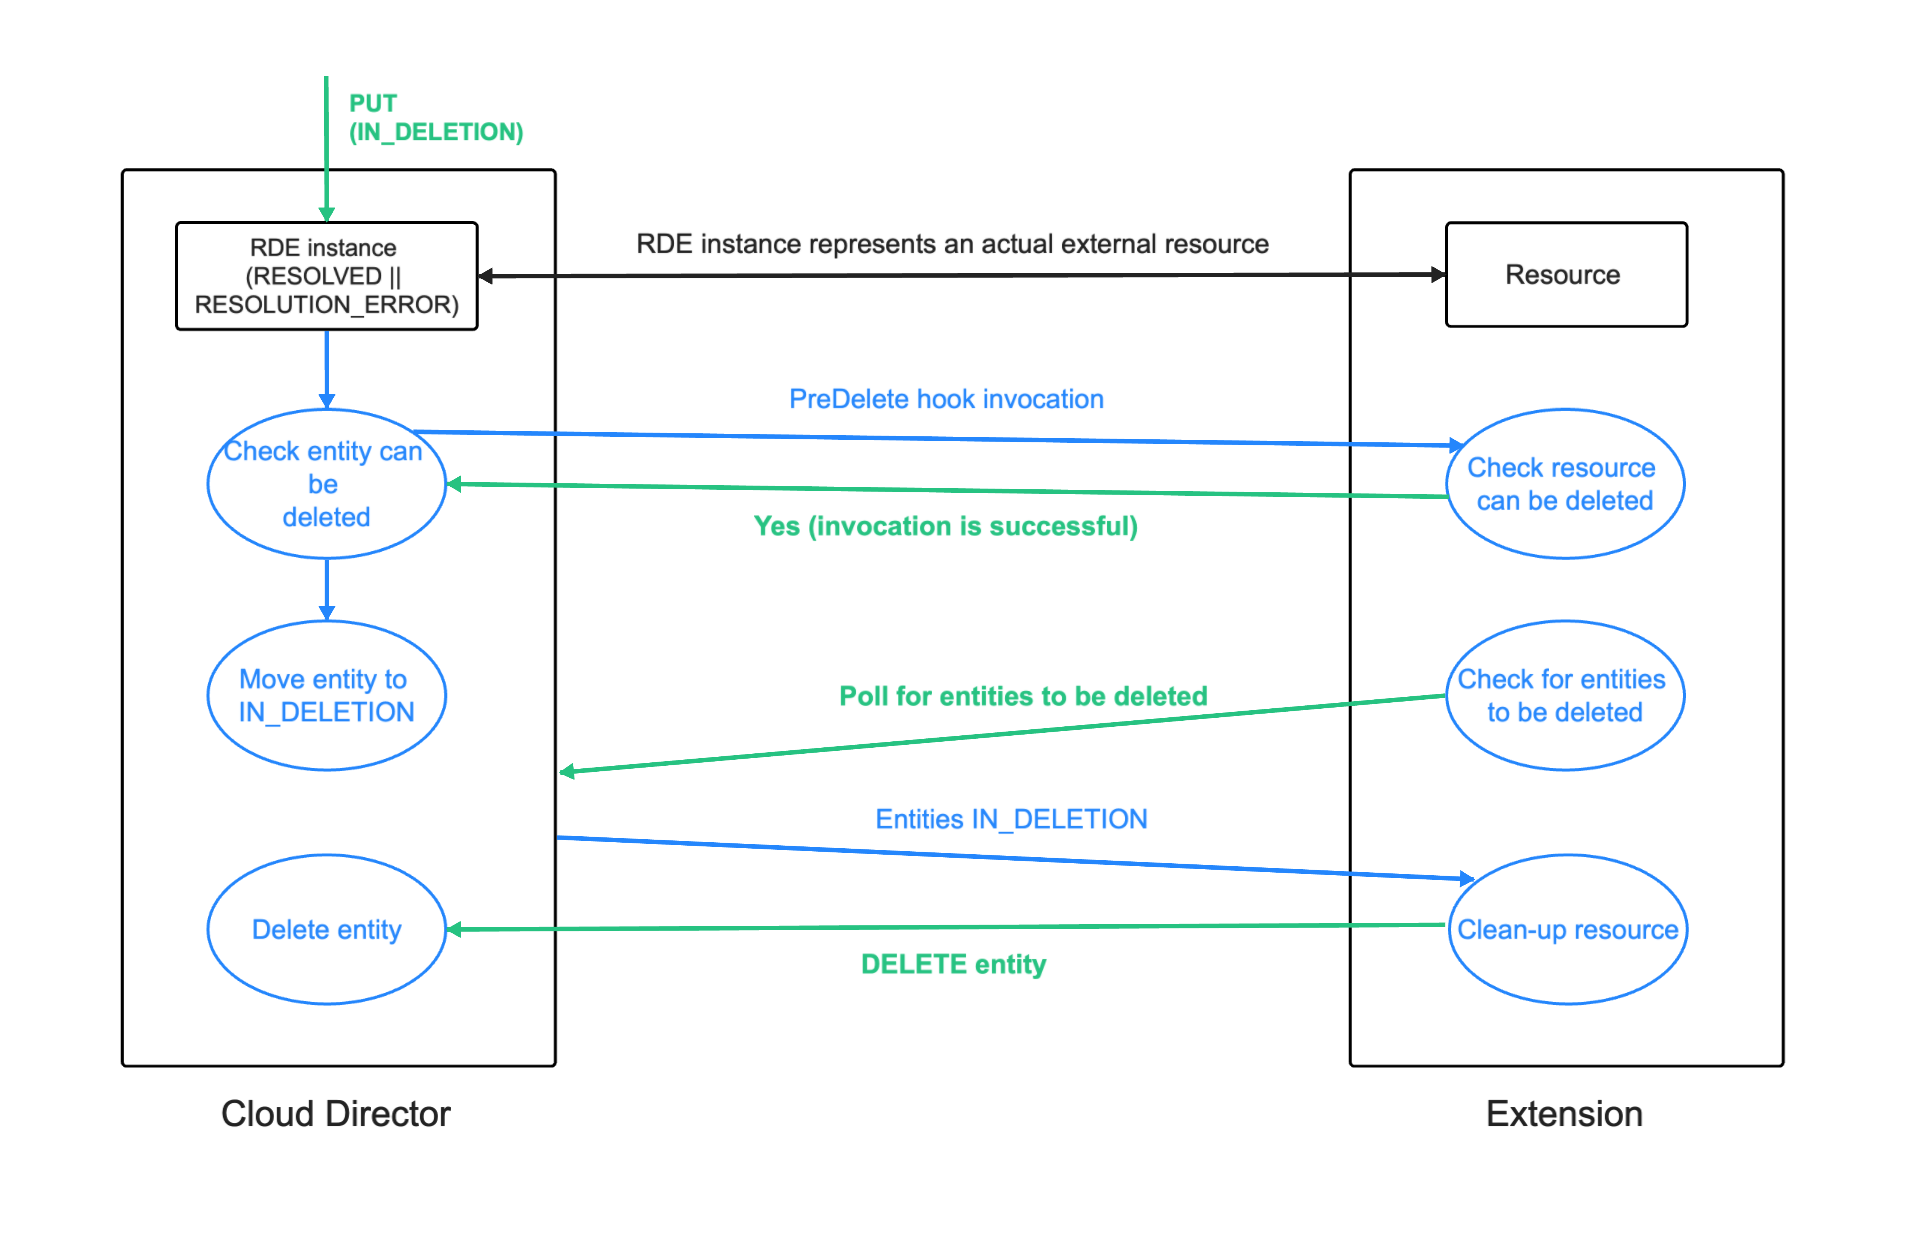 PUT
(IN_DELETION)
RDE instance
(RESOLVED ||
RESOLUTION_ERROR)
RDE instance represents an actual external resource
Resource
PreDelete hook invocation
Check entity can
be
deleted
Check resource
can be deleted
Yes (invocation is successful)
Move entity to
IN_DELETION
Poll for entities to be deleted
Check for entities
to be deleted
Entities IN_DELETION
Delete entity
Clean-up resource
DELETE entity
Cloud Director
Extension